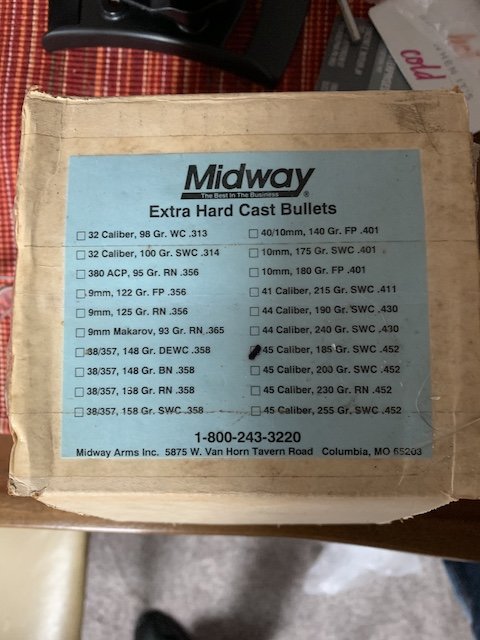 cold
Midway
The Best In The Business
®
Extra Hard Cast Bullets
32 Caliber, 98 Gr. WC .313
32 Caliber, 100 Gr. SWC .314
380 ACP, 95 Gr. RN .356
9mm, 122 Gr. FP .356
9mm, 125 Gr. RN .356
9mm Makarov, 93 Gr. RN .365
38/357, 148 Gr. DEWC .358
38/357, 148 Gr. BN .358
38/357, 158 Gr. RN .358
38/357, 158 Gr. SWC .358
40/10mm, 140 Gr. FP .401
10mm, 175 Gr. SWC .401
10mm, 180 Gr. FP .401
41 Caliber, 215 Gr. SWC .411
44 Caliber, 190 Gr. SWC .430
44 Caliber, 240 Gr. SWC .430
45 Caliber, 185 Gr. SWC .452
45 Caliber, 200 Gr. SWC .452
45 Caliber, 230 Gr. RN .452
45 Caliber, 255 Gr. SWC .452
1-800-243-3220
Midway Arms Inc. 5875 W. Van Horn Tavern Road Columbia, MO 65203